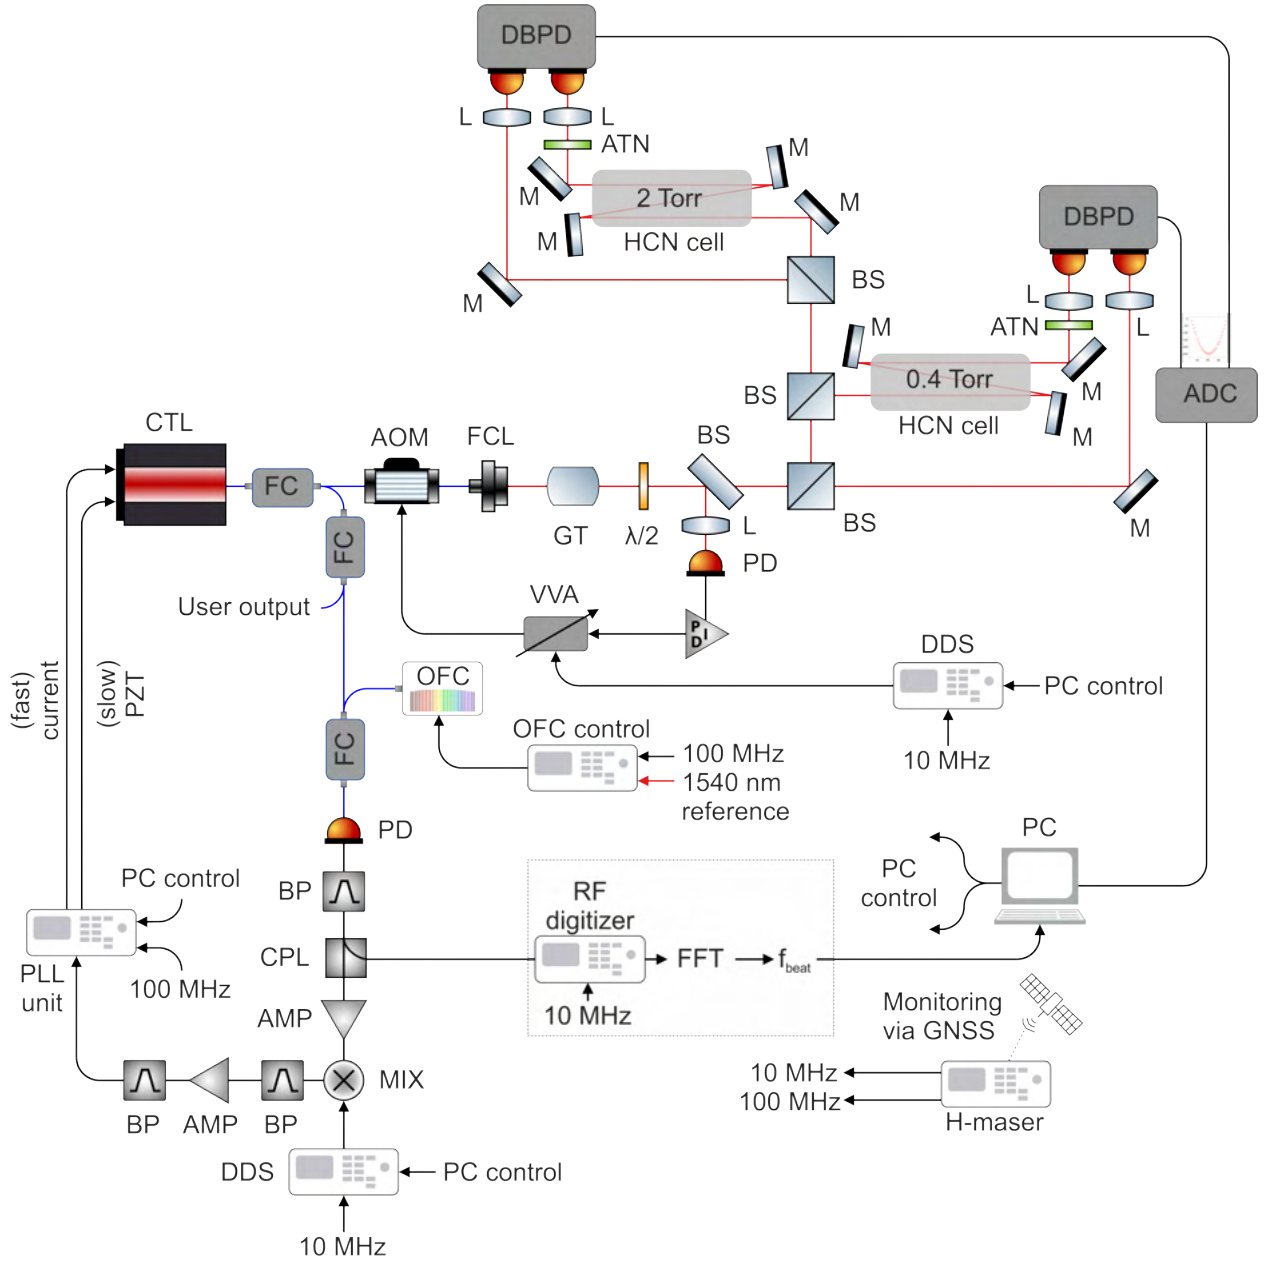 DBPD
L
L
ATN
M
M
2 Torr
M
M
HCN cell
M
BS
DBPD
L
L
ATN
M
BS
0.4 Torr
M
HCN cell
M
ADC
CTL
AOM
FCL
BS
FC
GT
λ/2
L
BS
M
FC
PD
User output
VVA
P
I
D
DDS
PC control
10 MHz
(fast)
current
(slow)
PZT
OFC
OFC control
100 MHz
1540 nm
reference
FC
PD
PC
PC
control
PC control
BP
RF
digitizer
CPL
FFT
f beat
10 MHz
PLL
unit
100 MHz
AMP
Monitoring
via GNSS
10 MHz
100 MHz
H-maser
MIX
BP
AMP
BP
DDS
PC control
10 MHz